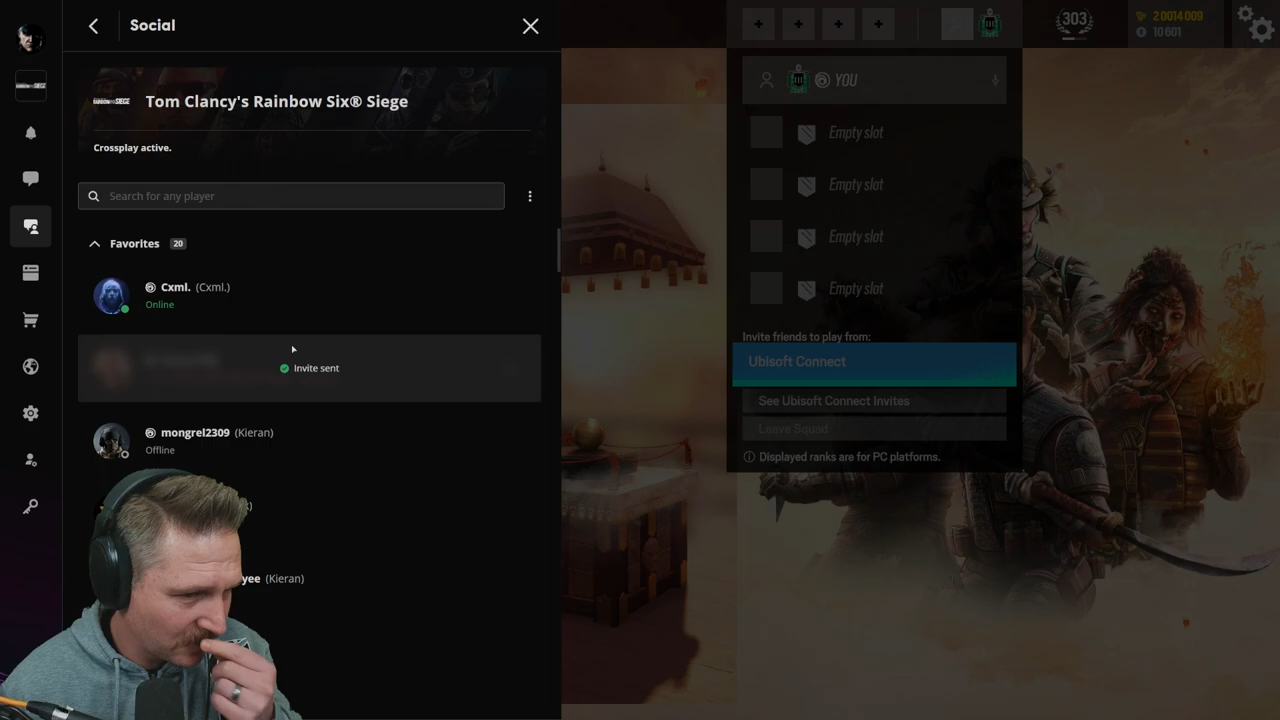 Social
Tom Clancy's Rainbow Six® Siege
Crossplay active.
Search for any player
Favorites 20
Cxml. (Cxml.)
Online
Invite sent
mongrel2309 (Kieran)
Offline
yee (Kieran)
303
20014009
10601
YOU
Empty slot
Empty slot
Empty slot
Empty slot
Invite friends to play from:
Ubisoft Connect
See Ubisoft Connect Invites
Leave Squad
Displayed ranks are for PC platforms.